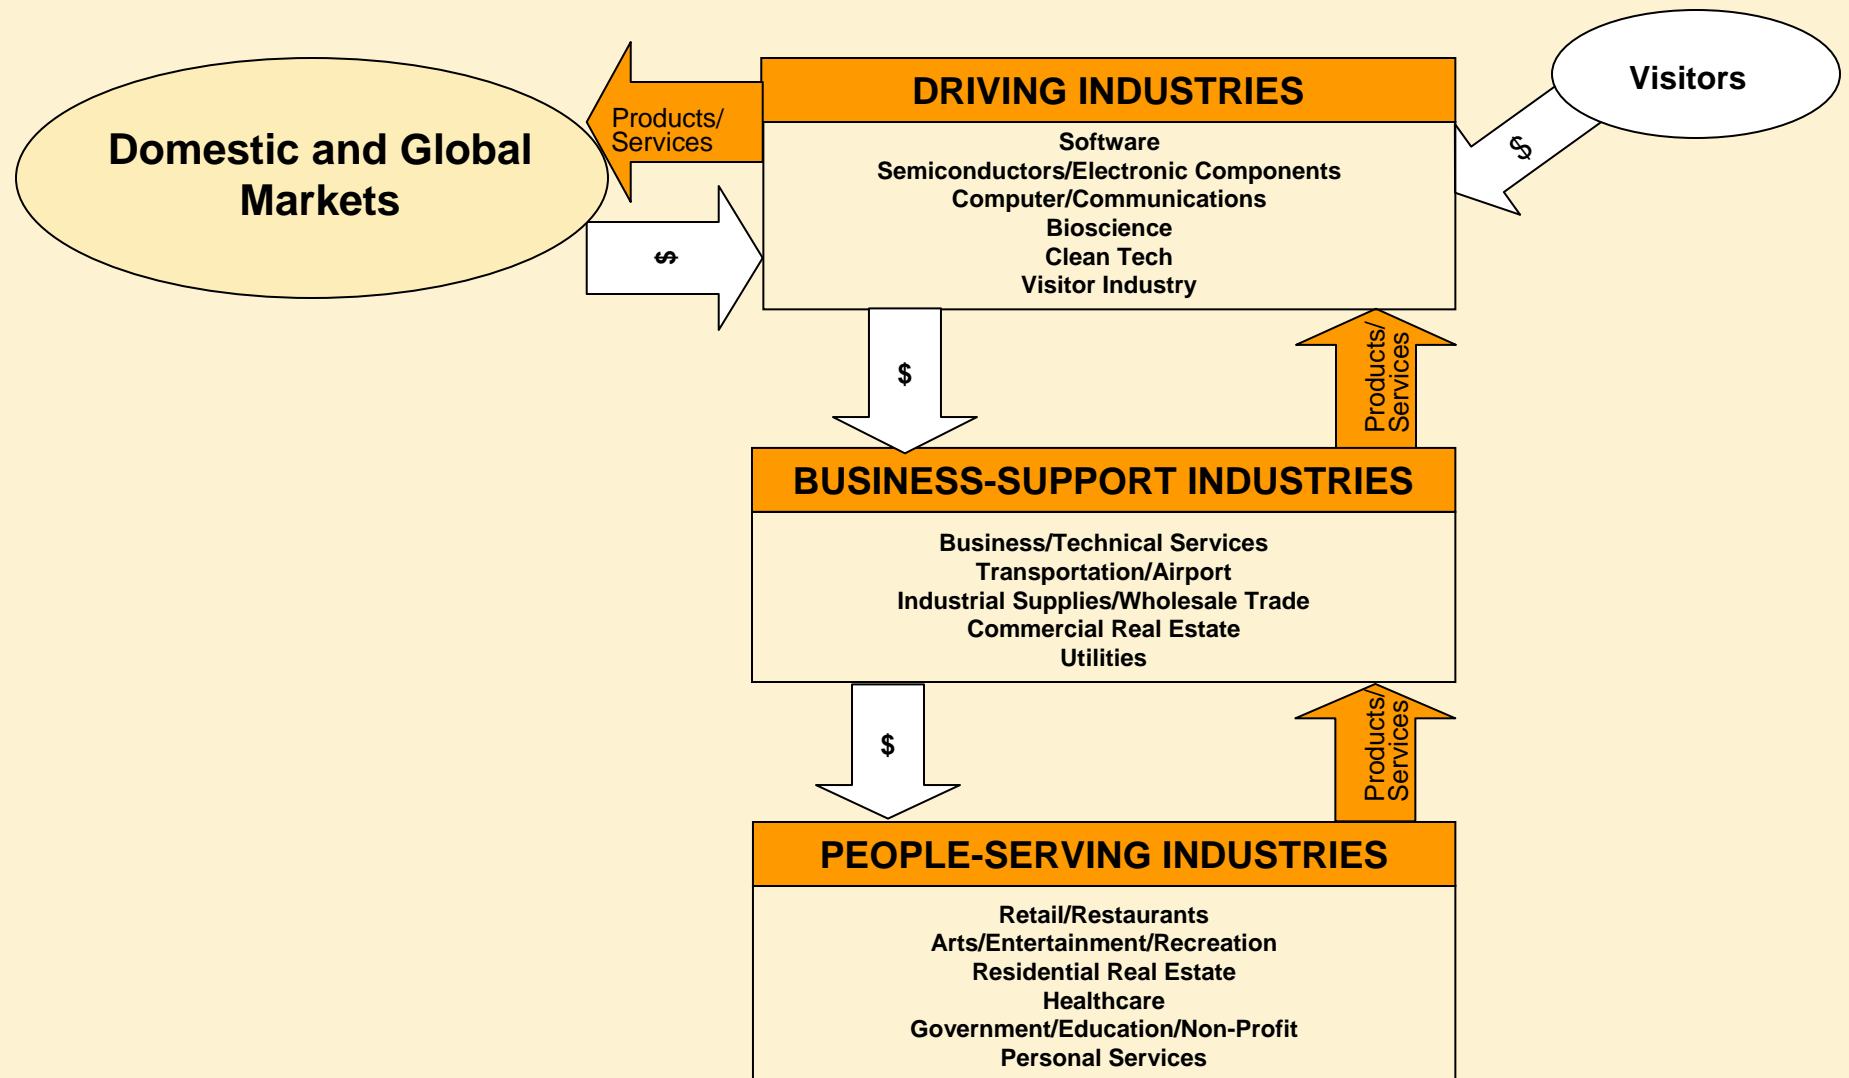 Domestic and Global
Markets
Products/
Services
$
DRIVING INDUSTRIES
Software
Semiconductors/Electronic Components
Computer/Communications
Bioscience
Clean Tech
Visitor Industry
Visitors
$
$
Products/
Services
BUSINESS-SUPPORT INDUSTRIES
Business/Technical Services
Transportation/Airport
Industrial Supplies/Wholesale Trade
Commercial Real Estate
Utilities
$
Products/
Services
PEOPLE-SERVING INDUSTRIES
Retail/Restaurants
Arts/Entertainment/Recreation
Residential Real Estate
Healthcare
Government/Education/Non-Profit
Personal Services